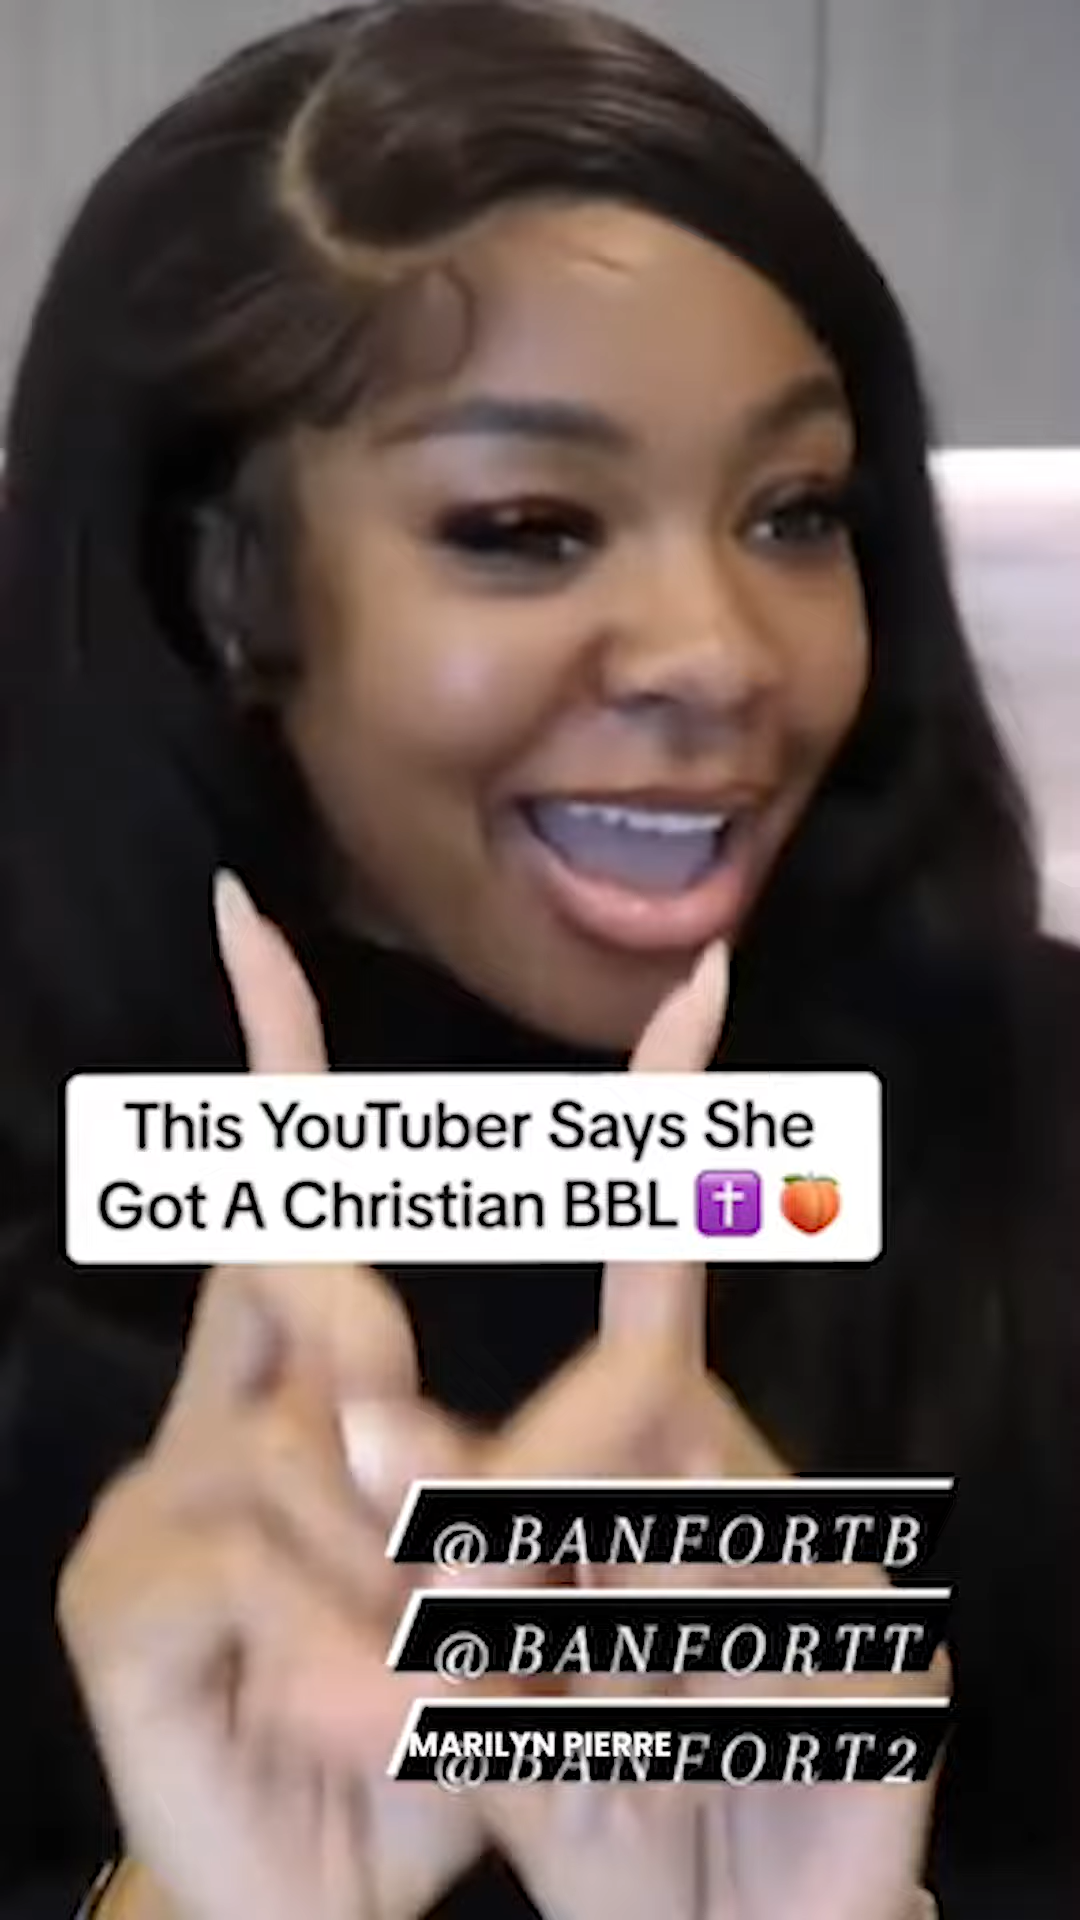 This YouTuber Says She
Got A Christian BBL ✝️ 🍑
@BANFORTB
@BANFORTT
MARILYN PIERRE
@BANFORT2